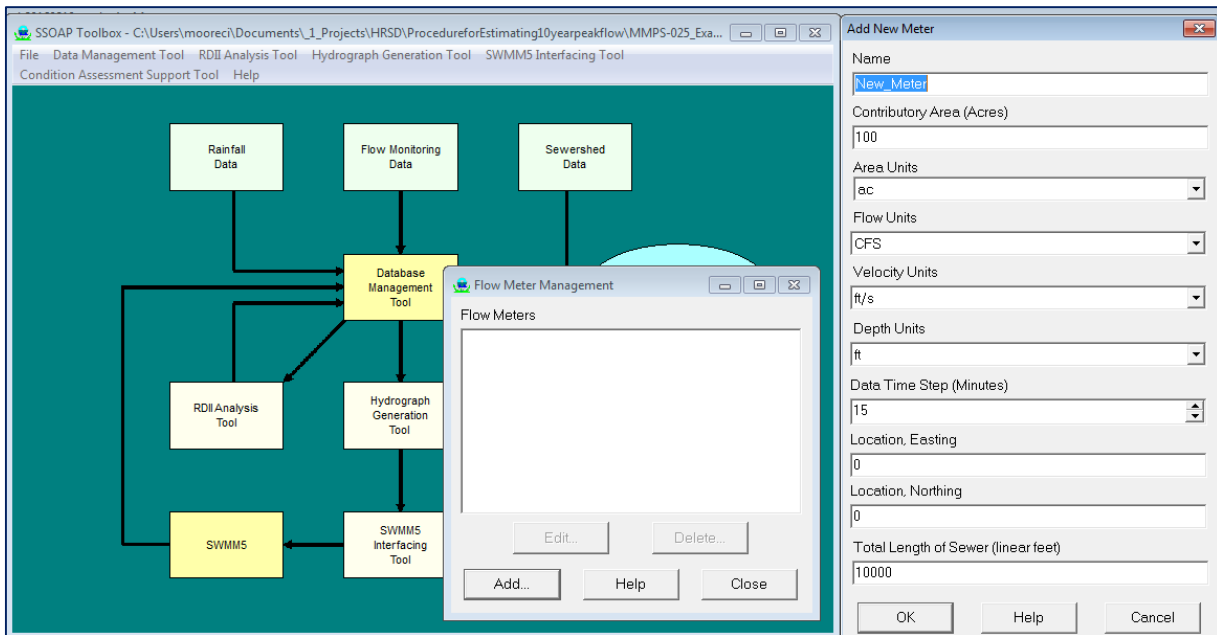 SSOAP Toolbox - C:\Users\mooreci\Documents\_1_Projects\HRSD\ProcedureforEstimating10yearpeakflow\MMPS-025_Exa...
File Data Management Tool RDII Analysis Tool Hydrograph Generation Tool SWMM5 Interfacing Tool
Condition Assessment Support Tool Help
Rainfall
Data
Flow Monitoring
Data
Sewershed
Data
Database
Management
Tool
RDII Analysis
Tool
Hydrograph
Generation
Tool
SWMM5
SWMM5
Interfacing
Tool
Flow Meter Management
Flow Meters
Edit...
Delete...
Add...
Help
Close
Add New Meter
Name
New_Meter
Contributory Area (Acres)
100
Area Units
ac
Flow Units
CFS
Velocity Units
ft/s
Depth Units
ft
Data Time Step (Minutes)
15
Location, Easting
0
Location, Northing
0
Total Length of Sewer (linear feet)
10000
OK
Help
Cancel